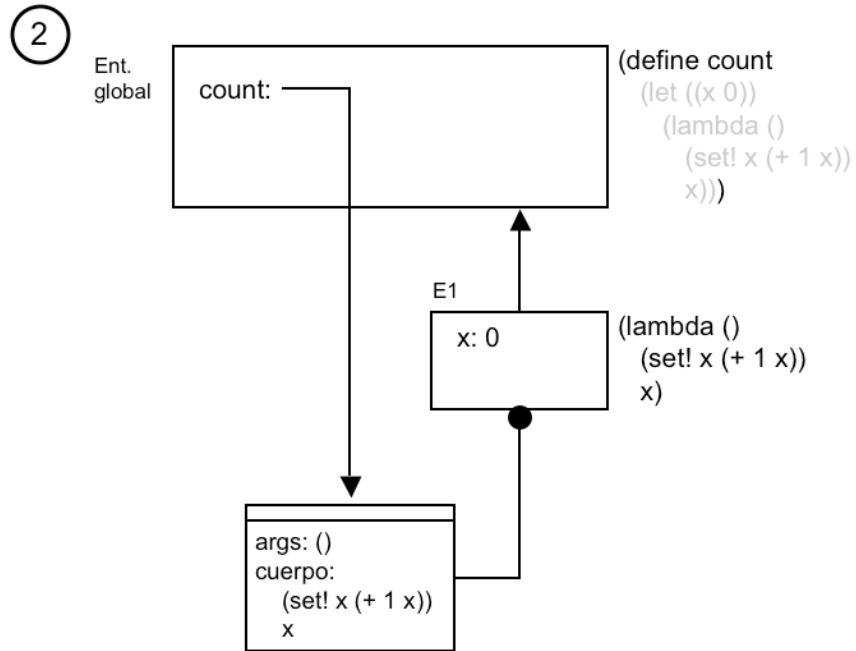 2
Ent.
global
count:
(define count
(let ((x 0))
(lambda ()
(set! x (+ 1 x))
x)))
E1
x: 0
(lambda ()
(set! x (+ 1 x))
x)
args: ()
cuerpo:
(set! x (+ 1 x))
x